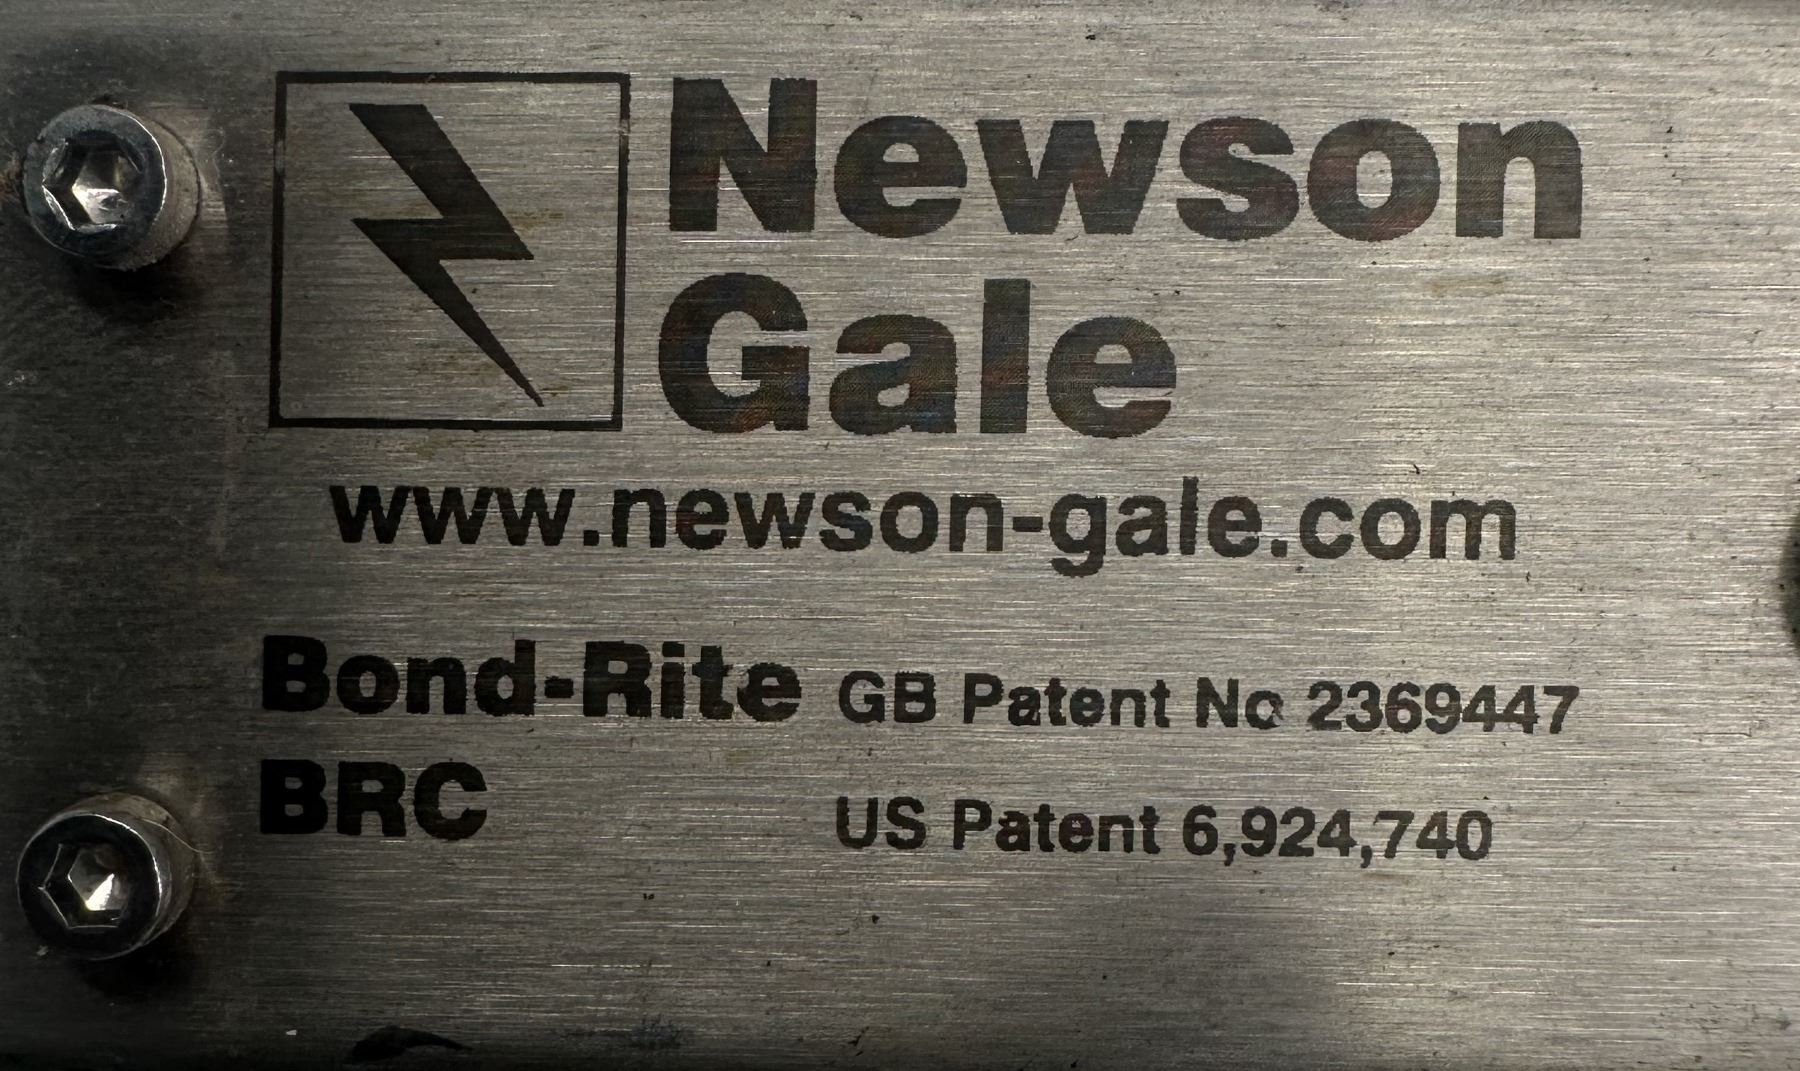 Newson
Gale
www.newson-gale.com
Bond-Rite GB Patent No 2369447
BRC US Patent 6,924,740